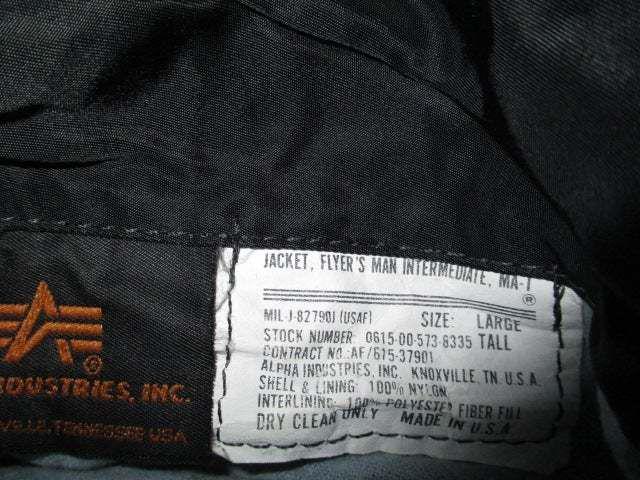 JACKET, FLYER'S MAN INTERMEDIATE, MA-1
®
MIL-J-82790J (USAF) SIZE: LARGE
STOCK NUMBER 0615-00-573-8335 TALL
CONTRACT NO: AF/675-37901
ALPHA INDUSTRIES, INC. KNOXVILLE, TN. U.S.A.
SHELL & LINING: 100% NYLON
INTERLINING: 100% POLYESTER FIBER FILL
DRY CLEAN ONLY MADE IN U.S.A
®
INDUSTRIES, INC.
TENNESSEE USA